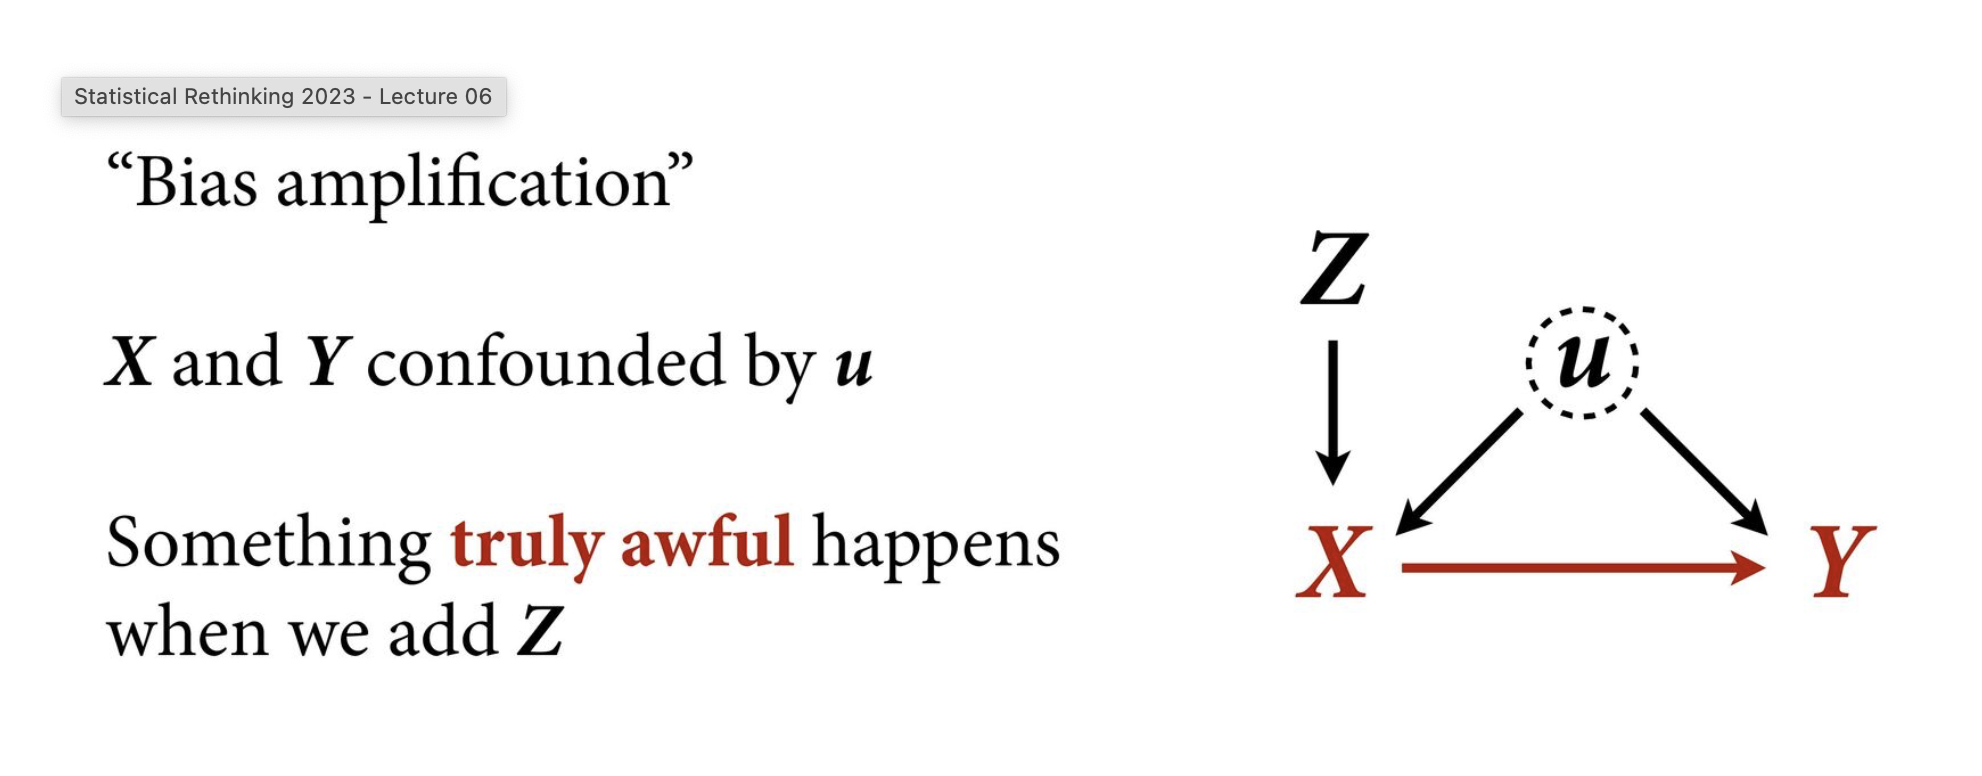 Statistical Rethinking 2023 - Lecture 06
“Bias amplification”
X and Y confounded by u
Something truly awful happens
when we add Z
Z
u
X
Y